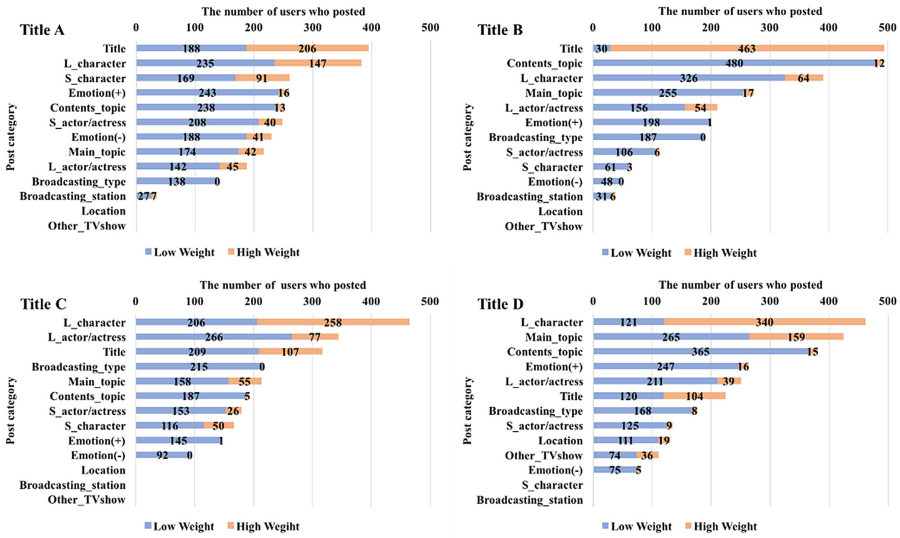 The number of users who posted
Title A
0 100 200 300 400 500
Title 188 206
L_character 235 147
S_character 169 91
Emotion(+) 243 16
Contents_topic 238 13
S_actor/actress 208 40
Emotion(-) 188 41
Main_topic 174 42
L_actor/actress 142 45
Broadcasting_type 138 0
Broadcasting_station 27 7
Location
Other_TVshow
Post category
Low Weight High Weight
The number of users who posted
Title B
0 100 200 300 400 500
Title 30 463
Contents_topic 480 12
L_character 326 64
Main_topic 255 17
L_actor/actress 156 54
Emotion(+) 198 1
Broadcasting_type 187 0
S_actor/actress 106 6
S_character 61 3
Emotion(-) 48 0
Broadcasting_station 31 6
Location
Other_TVshow
Post category
Low Weight High Weight
The number of users who posted
Title C
0 100 200 300 400 500
L_character 206 258
L_actor/actress 266 77
Title 209 107
Broadcasting_type 215 0
Main_topic 158 55
Contents_topic 187 5
S_actor/actress 153 26
S_character 116 50
Emotion(+) 145 1
Emotion(-) 92 0
Location
Broadcasting_station
Other_TVshow
Post category
Low Weight High Wegiht
The number of users who posted
Title D
0 100 200 300 400 500
L_character 121 340
Main_topic 265 159
Contents_topic 365 15
Emotion(+) 247 16
L_actor/actress 211 39
Title 120 104
Broadcasting_type 168 8
S_actor/actress 125 9
Location 111 19
Other_TVshow 74 36
Emotion(-) 75 5
S_character
Broadcasting_station
Post category
Low Weight High Weight